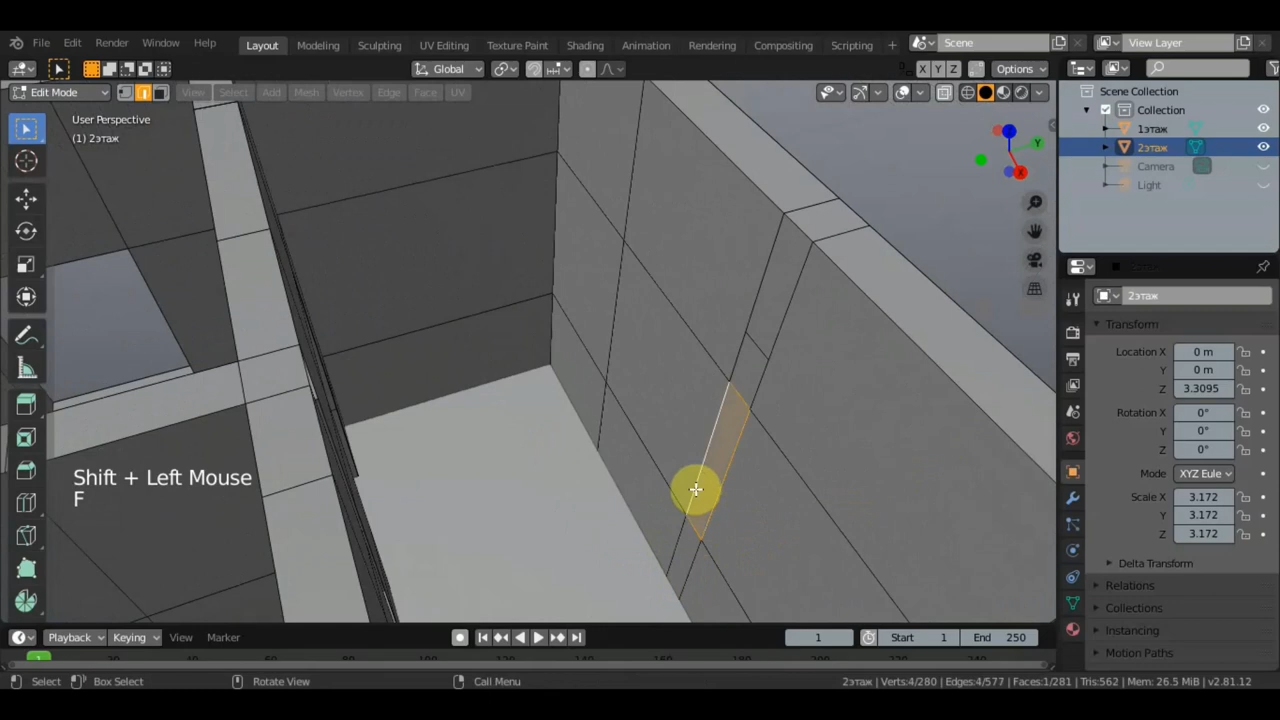 File Edit Render Window Help Layout Modeling Sculpting UV Editing Texture Paint Shading Animation Rendering Compositing Scripting + Scene View Layer
Global X Y Z Options
Edit Mode View Select Add Mesh Vertex Edge Face UV
User Perspective
(1) 2этаж
Z
Y
X
Shift + Left Mouse
F
Scene Collection
Collection
1этаж
2этаж
Camera
Light
2этаж
Transform
Location X 0 m
Y 0 m
Z 3.3095
Rotation X 0°
Y 0°
Z 0°
Mode XYZ Eule
Scale X 3.172
Y 3.172
Z 3.172
Delta Transform
Relations
Collections
Instancing
Motion Paths
Playback Keying View Marker 1 Start 1 End 250
Select Box Select Rotate View Call Menu 2этаж | Verts:4/280 | Edges:4/577 | Faces:1/281 | Tris:562 | Mem: 26.5 MiB | v2.81.12